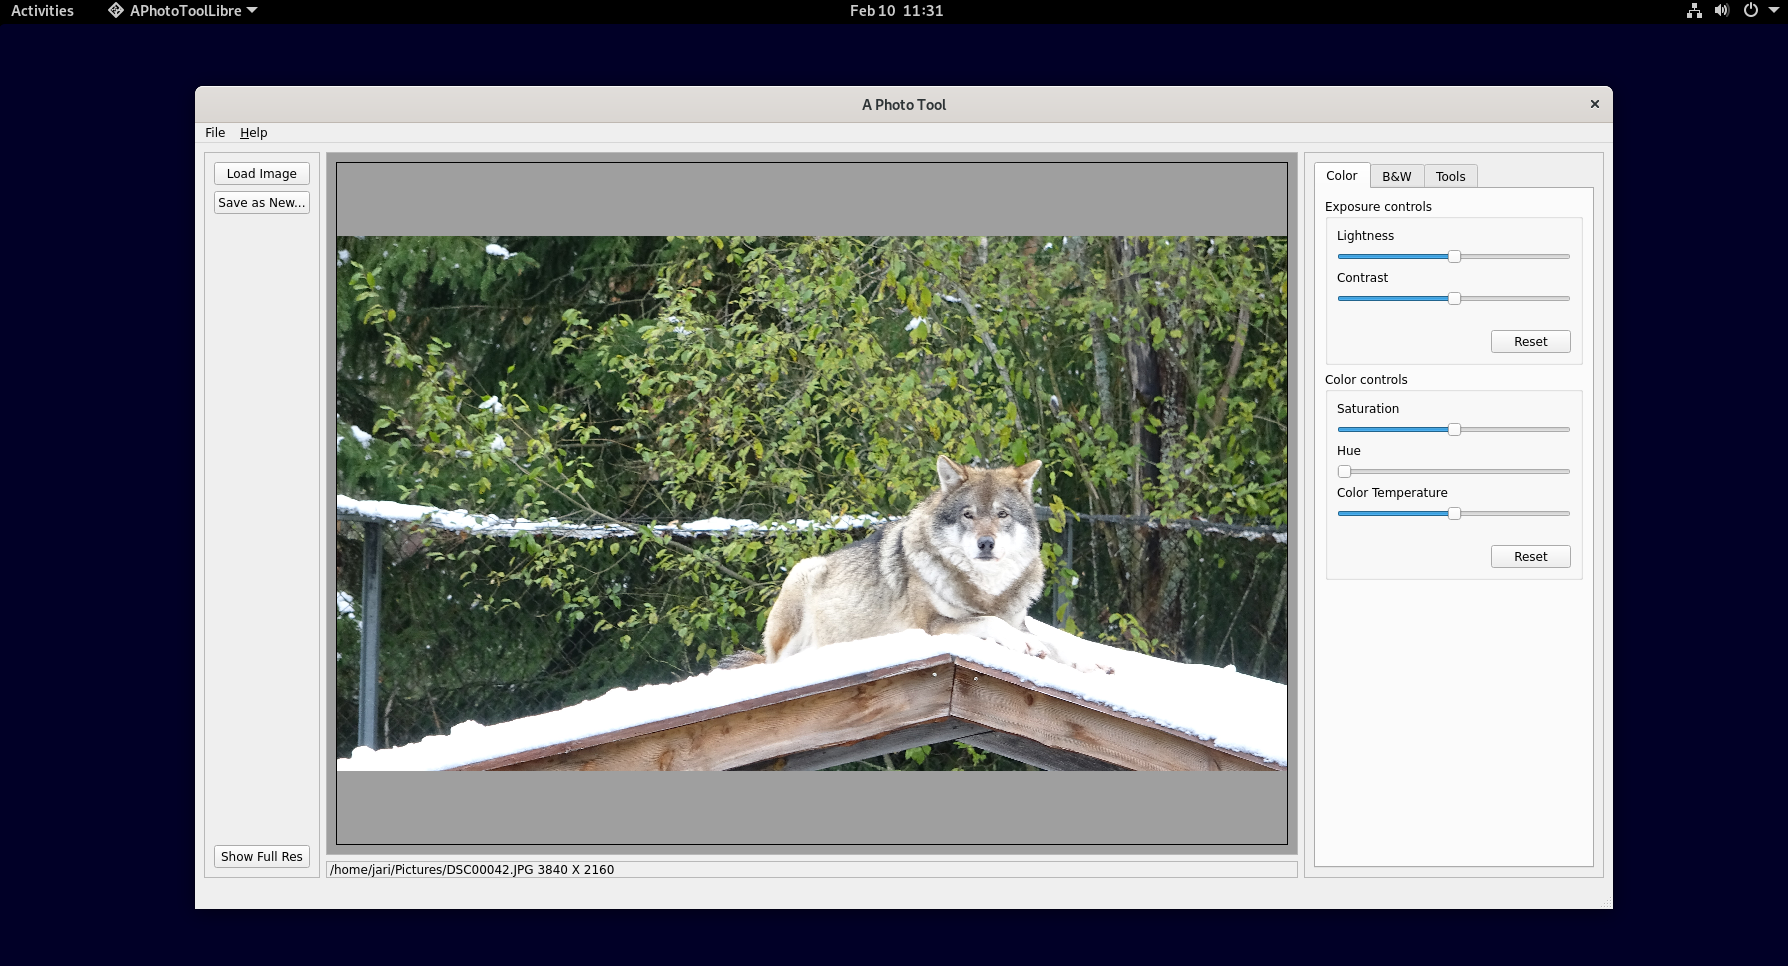 Activities APhotoToolLibre Feb 10 11:31
A Photo Tool
File Help
Load Image
Save as New...
Show Full Res
/home/jari/Pictures/DSC00042.JPG 3840 X 2160
Color B&W Tools
Exposure controls
Lightness
Contrast
Reset
Color controls
Saturation
Hue
Color Temperature
Reset